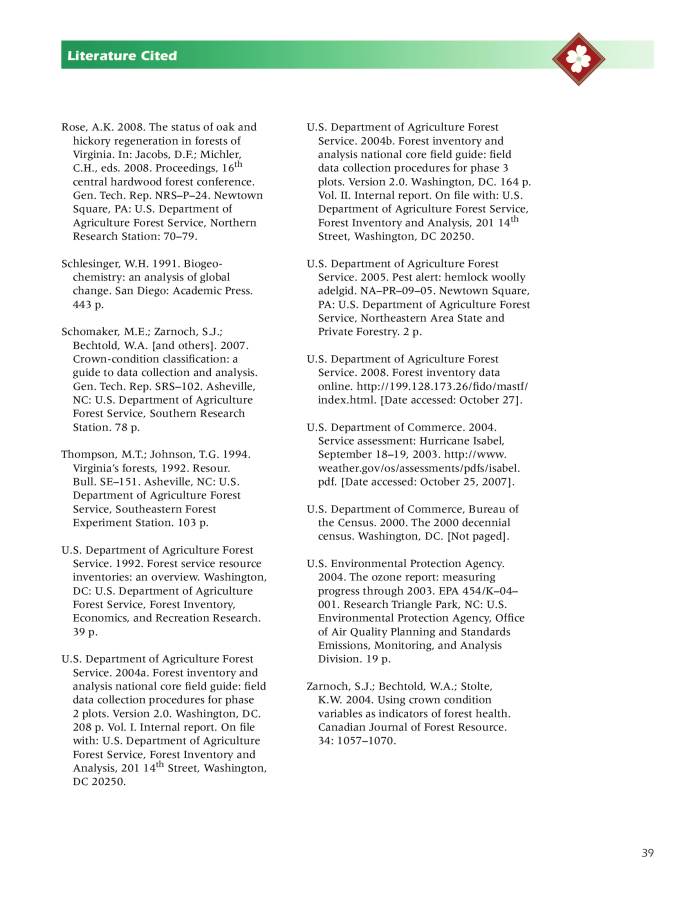 Literature Cited
Rose, A.K. 2008. The status of oak and
hickory regeneration in forests of
Virginia. In: Jacobs, D.F.; Michler,
C.H., eds. 2008. Proceedings, 16th
central hardwood forest conference.
Gen. Tech. Rep. NRS–P–24. Newtown
Square, PA: U.S. Department of
Agriculture Forest Service, Northern
Research Station: 70–79.
Schlesinger, W.H. 1991. Biogeo-
chemistry: an analysis of global
change. San Diego: Academic Press.
443 p.
Schomaker, M.E.; Zarnoch, S.J.;
Bechtold, W.A. [and others]. 2007.
Crown-condition classification: a
guide to data collection and analysis.
Gen. Tech. Rep. SRS–102. Asheville,
NC: U.S. Department of Agriculture
Forest Service, Southern Research
Station. 78 p.
Thompson, M.T.; Johnson, T.G. 1994.
Virginia's forests, 1992. Resour.
Bull. SE–151. Asheville, NC: U.S.
Department of Agriculture Forest
Service, Southeastern Forest
Experiment Station. 103 p.
U.S. Department of Agriculture Forest
Service. 1992. Forest service resource
inventories: an overview. Washington,
DC: U.S. Department of Agriculture
Forest Service, Forest Inventory,
Economics, and Recreation Research.
39 p.
U.S. Department of Agriculture Forest
Service. 2004a. Forest inventory and
analysis national core field guide: field
data collection procedures for phase
2 plots. Version 2.0. Washington, DC.
208 p. Vol. I. Internal report. On file
with: U.S. Department of Agriculture
Forest Service, Forest Inventory and
Analysis, 201 14th Street, Washington,
DC 20250.
U.S. Department of Agriculture Forest
Service. 2004b. Forest inventory and
analysis national core field guide: field
data collection procedures for phase 3
plots. Version 2.0. Washington, DC. 164 p.
Vol. II. Internal report. On file with: U.S.
Department of Agriculture Forest Service,
Forest Inventory and Analysis, 201 14th
Street, Washington, DC 20250.
U.S. Department of Agriculture Forest
Service. 2005. Pest alert: hemlock woolly
adelgid. NA–PR–09–05. Newtown Square,
PA: U.S. Department of Agriculture Forest
Service, Northeastern Area State and
Private Forestry. 2 p.
U.S. Department of Agriculture Forest
Service. 2008. Forest inventory data
online. http://199.128.173.26/fido/mastf/
index.html. [Date accessed: October 27].
U.S. Department of Commerce. 2004.
Service assessment: Hurricane Isabel,
September 18–19, 2003. http://www.
weather.gov/os/assessments/pdfs/isabel.
pdf. [Date accessed: October 25, 2007].
U.S. Department of Commerce, Bureau of
the Census. 2000. The 2000 decennial
census. Washington, DC. [Not paged].
U.S. Environmental Protection Agency.
2004. The ozone report: measuring
progress through 2003. EPA 454/K–04–
001. Research Triangle Park, NC: U.S.
Environmental Protection Agency, Office
of Air Quality Planning and Standards
Emissions, Monitoring, and Analysis
Division. 19 p.
Zarnoch, S.J.; Bechtold, W.A.; Stolte,
K.W. 2004. Using crown condition
variables as indicators of forest health.
Canadian Journal of Forest Resource.
34: 1057–1070.
39